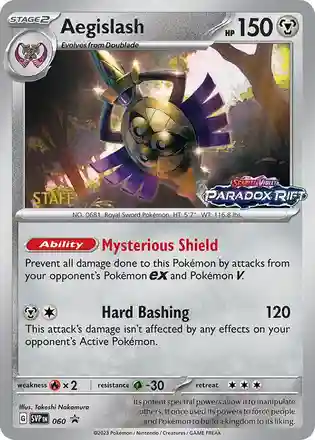 STAGE 2
Aegislash
HP 150
Evolves from Doublade
STAFF
SCARLET & VIOLET
PARADOX RIFT
NO. 0681 Royal Sword Pokémon HT: 5'7" WT: 116.8 lbs.
Ability Mysterious Shield
Prevent all damage done to this Pokémon by attacks from
your opponent's Pokémon ex and Pokémon V.
Hard Bashing 120
This attack's damage isn't affected by any effects on your
opponent's Active Pokémon.
weakness × 2 resistance -30 retreat
Illus. Takeshi Nakamura
G SVP EN 060
Its potent spectral powers allow it to manipulate
others. It once used its powers to force people
and Pokémon to build a kingdom to its liking.
©2023 Pokémon / Nintendo / Creatures / GAME FREAK